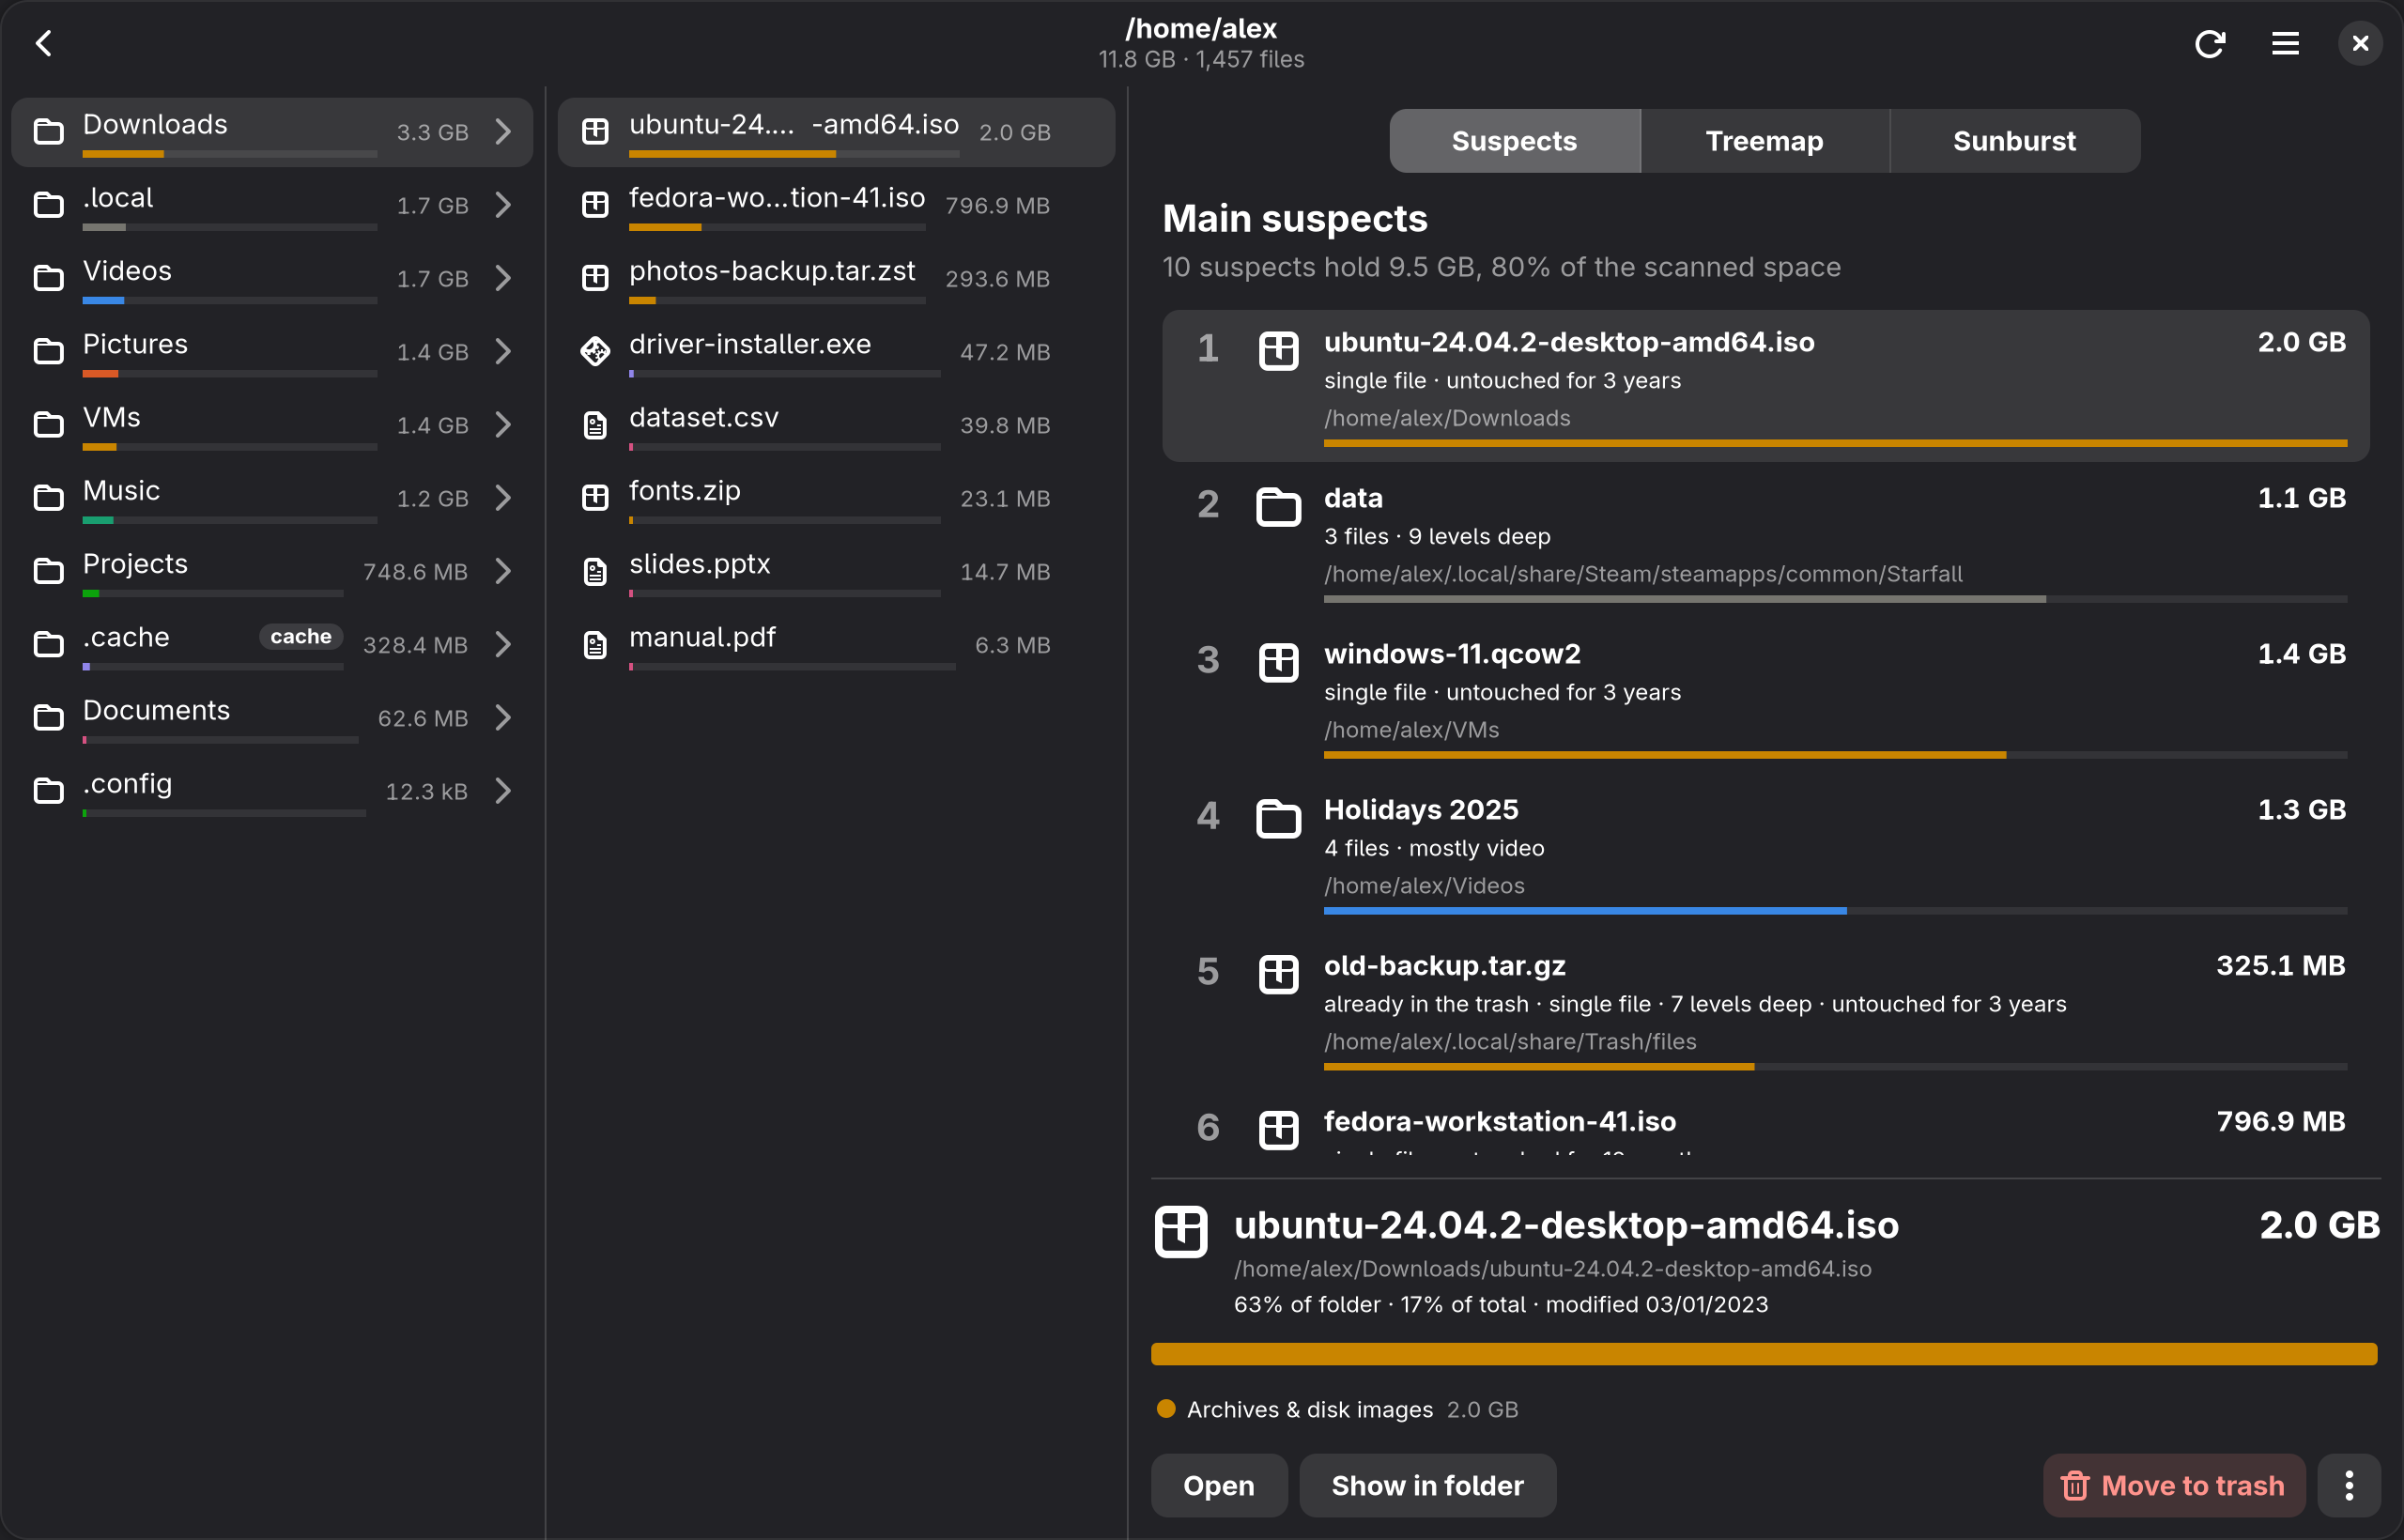 /home/alex
11.8 GB · 1,457 files
Downloads 3.3 GB
.local 1.7 GB
Videos 1.7 GB
Pictures 1.4 GB
VMs 1.4 GB
Music 1.2 GB
Projects 748.6 MB
.cache cache 328.4 MB
Documents 62.6 MB
.config 12.3 kB
ubuntu-24.... -amd64.iso 2.0 GB
fedora-wo...tion-41.iso 796.9 MB
photos-backup.tar.zst 293.6 MB
driver-installer.exe 47.2 MB
dataset.csv 39.8 MB
fonts.zip 23.1 MB
slides.pptx 14.7 MB
manual.pdf 6.3 MB
Suspects Treemap Sunburst
Main suspects
10 suspects hold 9.5 GB, 80% of the scanned space
1 ubuntu-24.04.2-desktop-amd64.iso 2.0 GB
single file · untouched for 3 years
/home/alex/Downloads
2 data 1.1 GB
3 files · 9 levels deep
/home/alex/.local/share/Steam/steamapps/common/Starfall
3 windows-11.qcow2 1.4 GB
single file · untouched for 3 years
/home/alex/VMs
4 Holidays 2025 1.3 GB
4 files · mostly video
/home/alex/Videos
5 old-backup.tar.gz 325.1 MB
already in the trash · single file · 7 levels deep · untouched for 3 years
/home/alex/.local/share/Trash/files
6 fedora-workstation-41.iso 796.9 MB
ubuntu-24.04.2-desktop-amd64.iso 2.0 GB
/home/alex/Downloads/ubuntu-24.04.2-desktop-amd64.iso
63% of folder · 17% of total · modified 03/01/2023
Archives & disk images 2.0 GB
Open Show in folder Move to trash